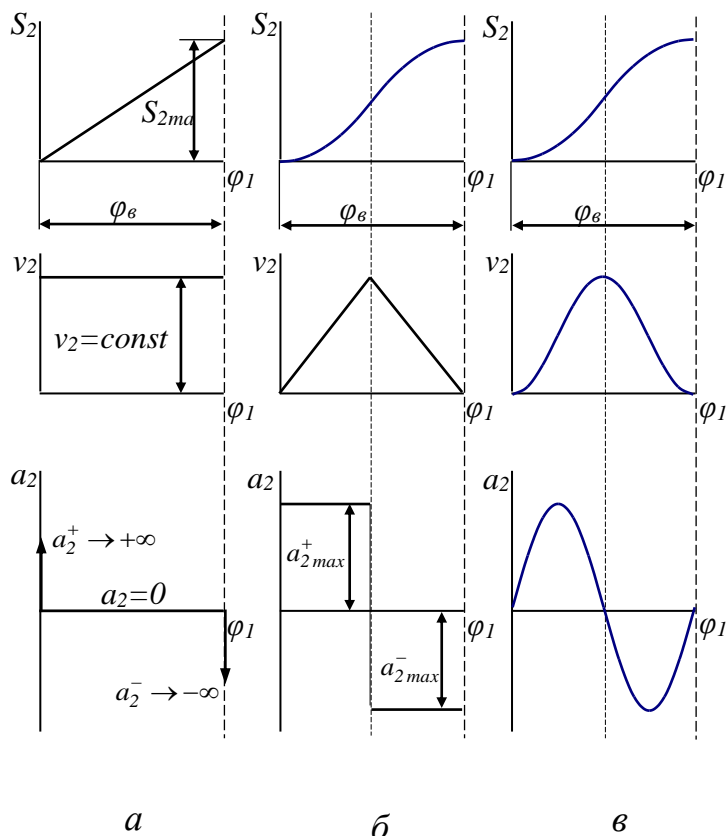 S₂ S₂ S₂
S₂ₘₐ
φ₁ φ₁ φ₁
φв φв φв
v₂ v₂ v₂
v₂=const
φ₁ φ₁ φ₁
a₂ a₂ a₂
a₂⁺ → +∞
a₂⁺ max
a₂=0
φ₁ φ₁ φ₁
a₂⁻ → −∞
a₂⁻ max
а б в